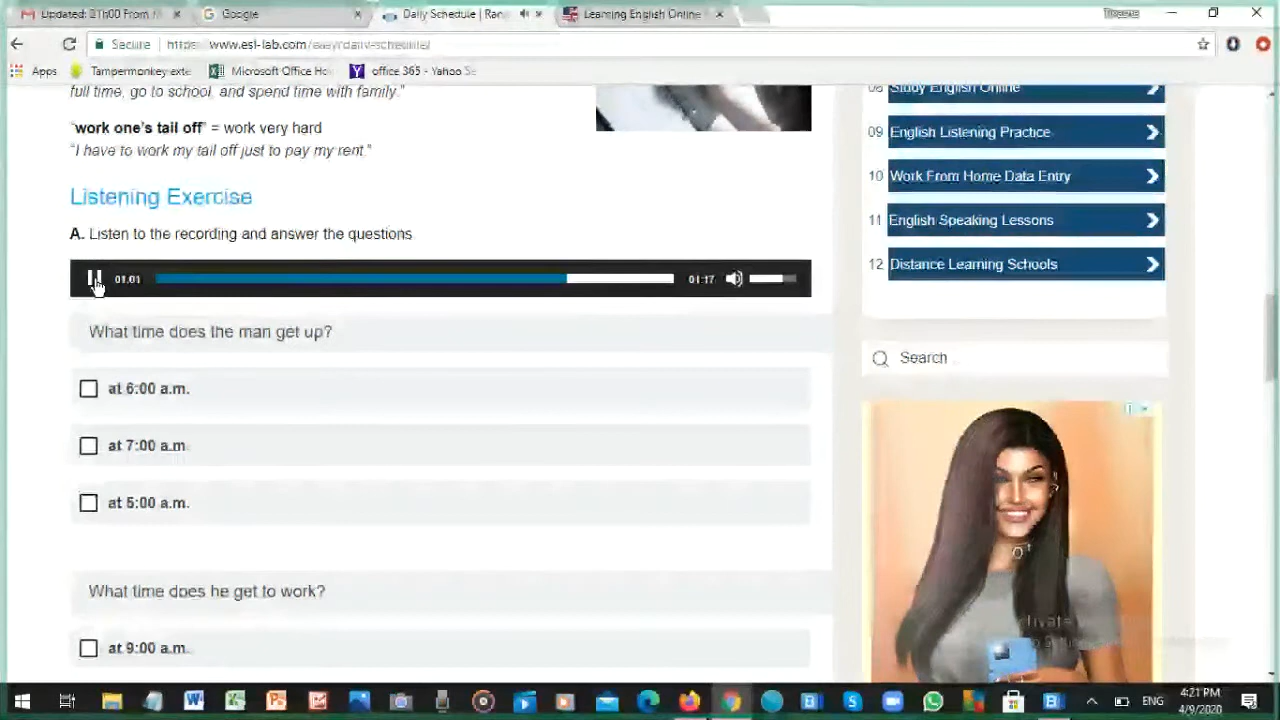 Updated: 21h00 From
Google
Daily Schedule | Ran
Learning English Online
Secure
https://www.esl-lab.com/easy/daily-schedule/
Apps
Tampermonkey exte
Microsoft Office Ho
office 365 - Yahoo Se
full time, go to school, and spend time with family."
"work one's tail off" = work very hard
"I have to work my tail off just to pay my rent."
Listening Exercise
A. Listen to the recording and answer the questions
01:01
01:17
What time does the man get up?
at 6:00 a.m.
at 7:00 a.m.
at 5:00 a.m.
What time does he get to work?
at 9:00 a.m.
08 Study English Online
09 English Listening Practice
10 Work From Home Data Entry
11 English Speaking Lessons
12 Distance Learning Schools
Search
ENG
4:21 PM
4/9/2020